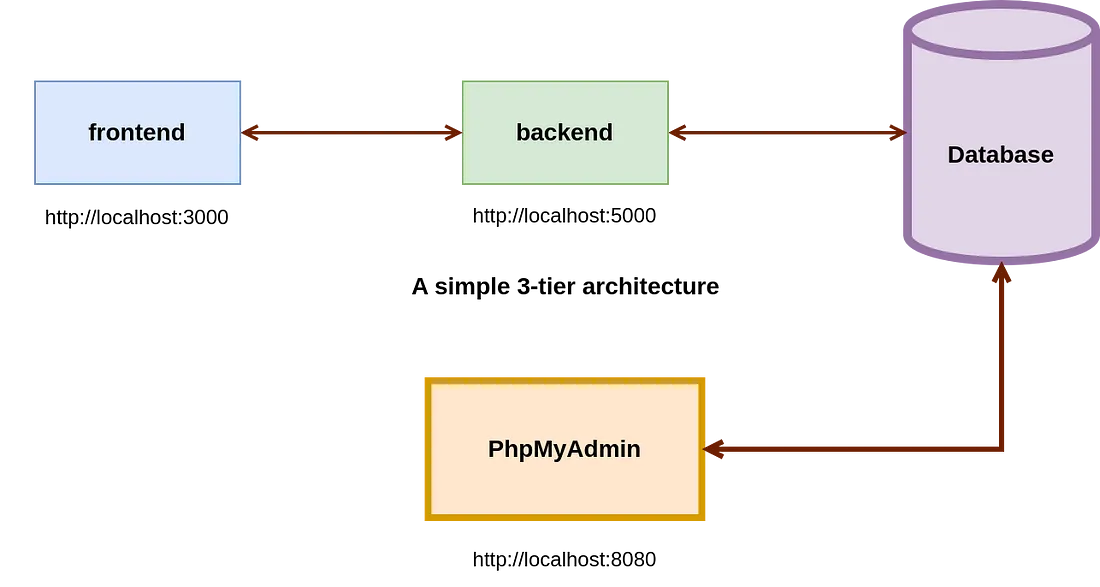 frontend
backend
Database
http://localhost:3000
http://localhost:5000
A simple 3-tier architecture
PhpMyAdmin
http://localhost:8080